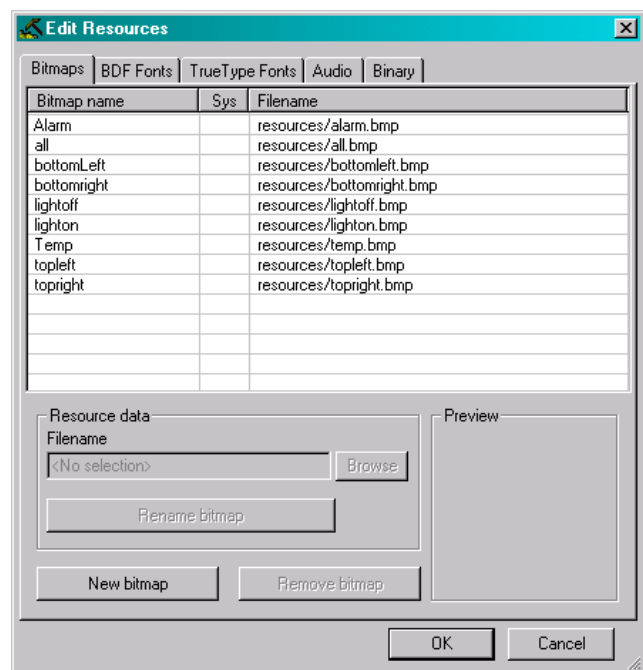 Edit Resources
Bitmaps BDF Fonts TrueType Fonts Audio Binary
Bitmap name Sys Filename
Alarm resources/alarm.bmp
all resources/all.bmp
bottomLeft resources/bottomleft.bmp
bottomright resources/bottomright.bmp
lightoff resources/lightoff.bmp
lighton resources/lighton.bmp
Temp resources/temp.bmp
topleft resources/topleft.bmp
topright resources/topright.bmp
Resource data Preview
Filename
<No selection> Browse
Rename bitmap
New bitmap Remove bitmap
OK Cancel